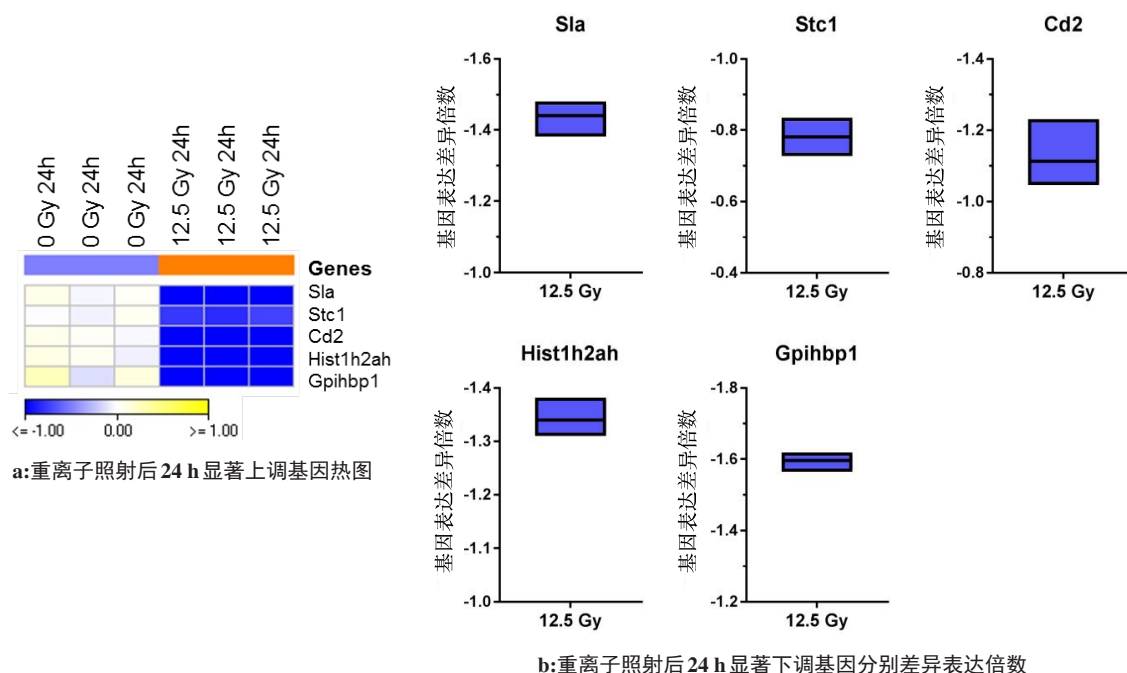 0 Gy 24h
0 Gy 24h
0 Gy 24h
12.5 Gy 24h
12.5 Gy 24h
12.5 Gy 24h
Genes
Sla
Stc1
Cd2
Hist1h2ah
Gpihbp1
<= -1.00 0.00 >= 1.00
a:重离子照射后24 h显著上调基因热图
Sla
基因表达差异倍数
-1.6
-1.4
-1.2
-1.0
12.5 Gy
Stc1
基因表达差异倍数
-1.0
-0.8
-0.6
-0.4
12.5 Gy
Cd2
基因表达差异倍数
-1.4
-1.2
-1.0
-0.8
12.5 Gy
Hist1h2ah
基因表达差异倍数
-1.4
-1.3
-1.2
-1.1
-1.0
12.5 Gy
Gpihbp1
基因表达差异倍数
-1.8
-1.6
-1.4
-1.2
12.5 Gy
b:重离子照射后24 h显著下调基因分别差异表达倍数